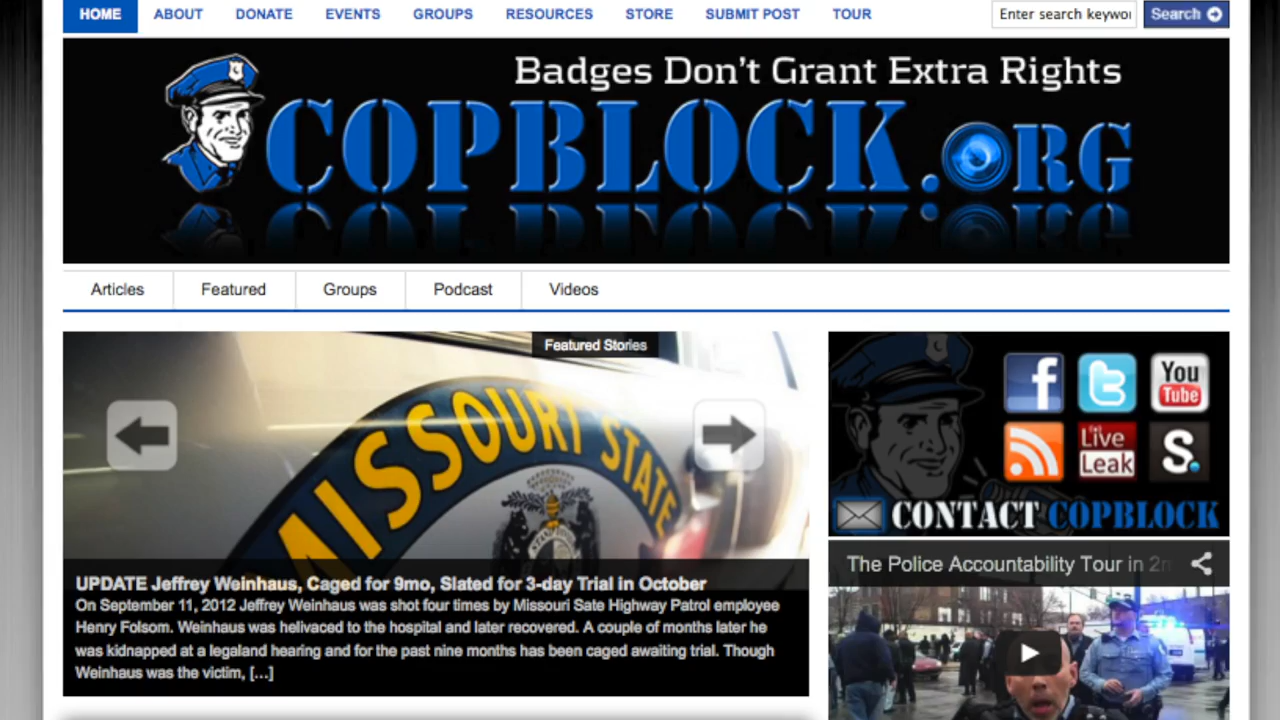 HOME ABOUT DONATE EVENTS GROUPS RESOURCES STORE SUBMIT POST TOUR
Enter search keywor Search
Badges Don't Grant Extra Rights
COPBLOCK.ORG
Articles Featured Groups Podcast Videos
Featured Stories
MISSOURI STATE
UPDATE Jeffrey Weinhaus, Caged for 9mo, Slated for 3-day Trial in October
On September 11, 2012 Jeffrey Weinhaus was shot four times by Missouri Sate Highway Patrol employee
Henry Folsom. Weinhaus was helivaced to the hospital and later recovered. A couple of months later he
was kidnapped at a legaland hearing and for the past nine months has been caged awaiting trial. Though
Weinhaus was the victim, [...]
f t You
Tube
Live
Leak S.
CONTACT COPBLOCK
The Police Accountability Tour in 2m